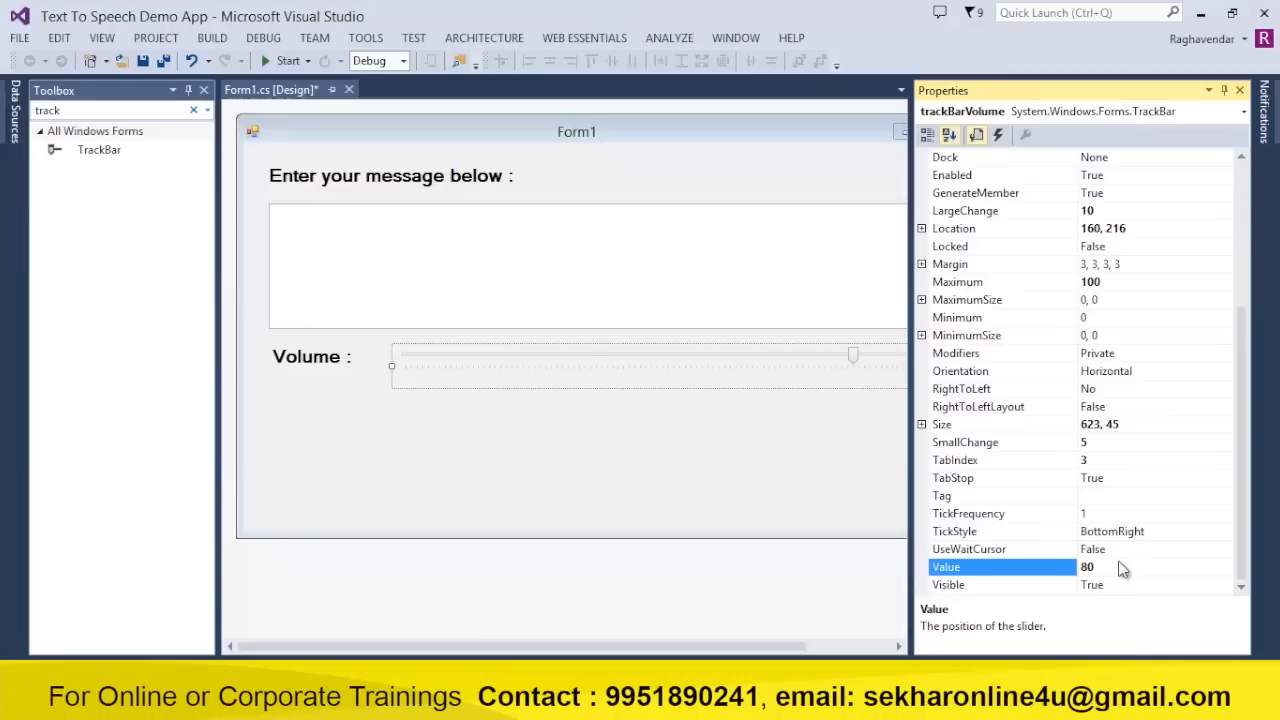 Text To Speech Demo App - Microsoft Visual Studio
9
Quick Launch (Ctrl+Q)
FILE EDIT VIEW PROJECT BUILD DEBUG TEAM TOOLS TEST ARCHITECTURE WEB ESSENTIALS ANALYZE WINDOW HELP
Raghavendar R
Start Debug
Data Sources
Toolbox
track
All Windows Forms
TrackBar
Form1.cs [Design]*
Form1
Enter your message below :
Volume :
Properties
trackBarVolume System.Windows.Forms.TrackBar
Dock None
Enabled True
GenerateMember True
LargeChange 10
Location 160, 216
Locked False
Margin 3, 3, 3, 3
Maximum 100
MaximumSize 0, 0
Minimum 0
MinimumSize 0, 0
Modifiers Private
Orientation Horizontal
RightToLeft No
RightToLeftLayout False
Size 623, 45
SmallChange 5
TabIndex 3
TabStop True
Tag
TickFrequency 1
TickStyle BottomRight
UseWaitCursor False
Value 80
Visible True
Value
The position of the slider.
Notifications
For Online or Corporate Trainings Contact : 9951890241, email: sekharonline4u@gmail.com